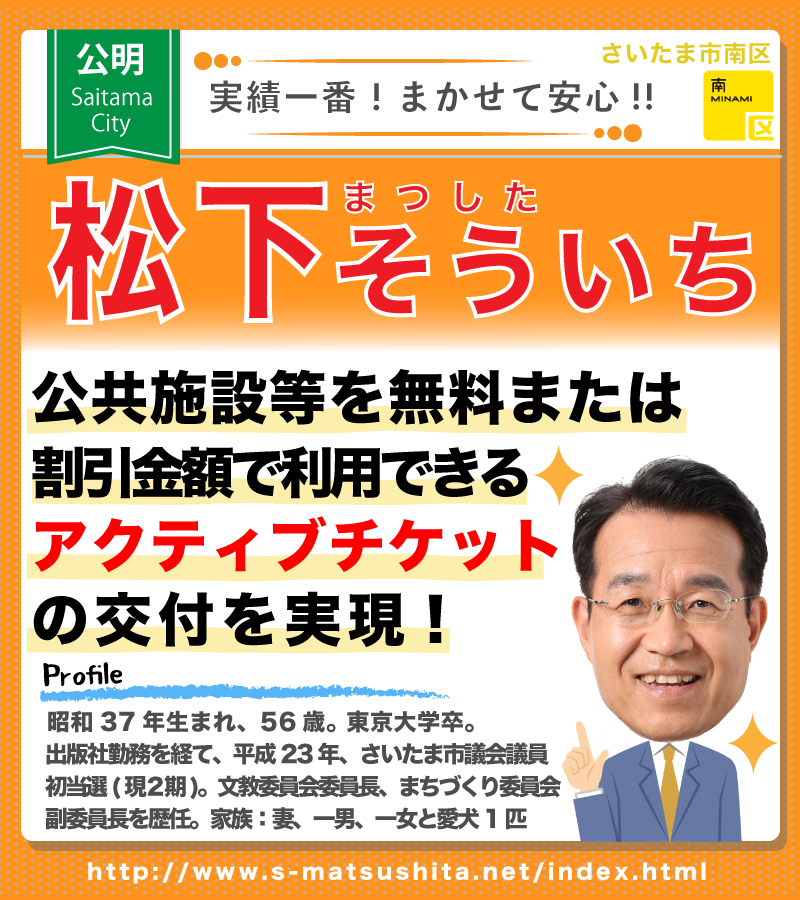 公明
Saitama
City
実績一番！まかせて安心!!
さいたま市南区
南
MINAMI
区
まつした
松下そういち
公共施設等を無料または
割引金額で利用できる
アクティブチケット
の交付を実現！
Profile
昭和37年生まれ、56歳。東京大学卒。
出版社勤務を経て、平成23年、さいたま市議会議員
初当選(現2期)。文教委員会委員長、まちづくり委員会
副委員長を歴任。家族：妻、一男、一女と愛犬1匹
http://www.s-matsushita.net/index.html